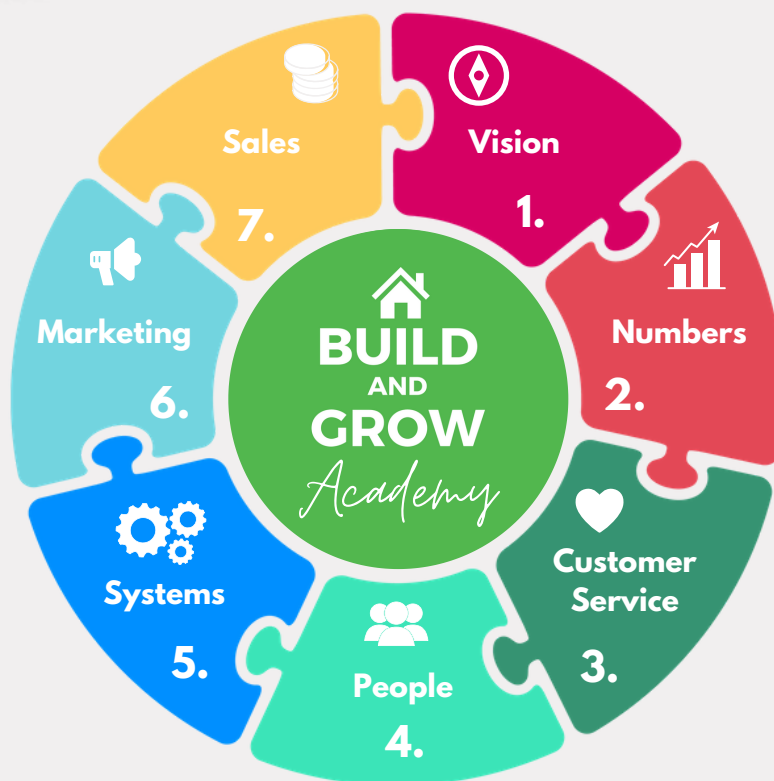 Vision
1.
Numbers
2.
Customer
Service
3.
People
4.
Systems
5.
Marketing
6.
Sales
7.
BUILD
AND
GROW
Academy